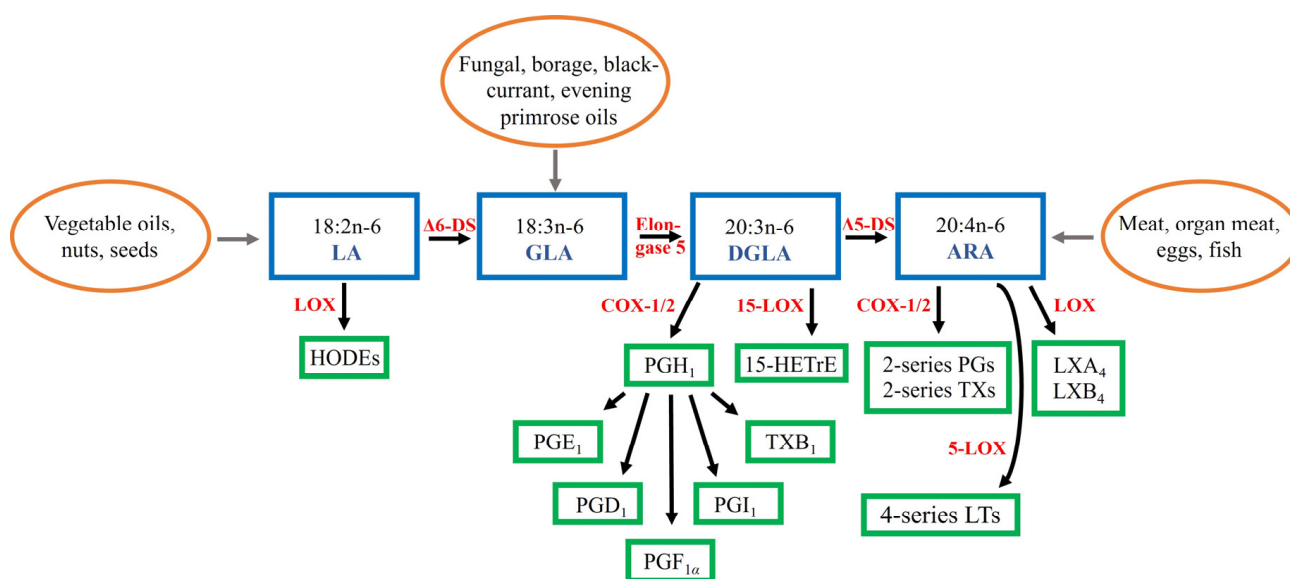 Fungal, borage, black-
currant, evening
primrose oils
Vegetable oils,
nuts, seeds
18:2n-6
LA
Δ6-DS
18:3n-6
GLA
Elon-
gase 5
20:3n-6
DGLA
Δ5-DS
20:4n-6
ARA
Meat, organ meat,
eggs, fish
LOX
COX-1/2
15-LOX
COX-1/2
LOX
HODEs
PGH₁
15-HETrE
2-series PGs
2-series TXs
LXA₄
LXB₄
PGE₁
TXB₁
5-LOX
PGD₁
PGI₁
4-series LTs
PGF₁α